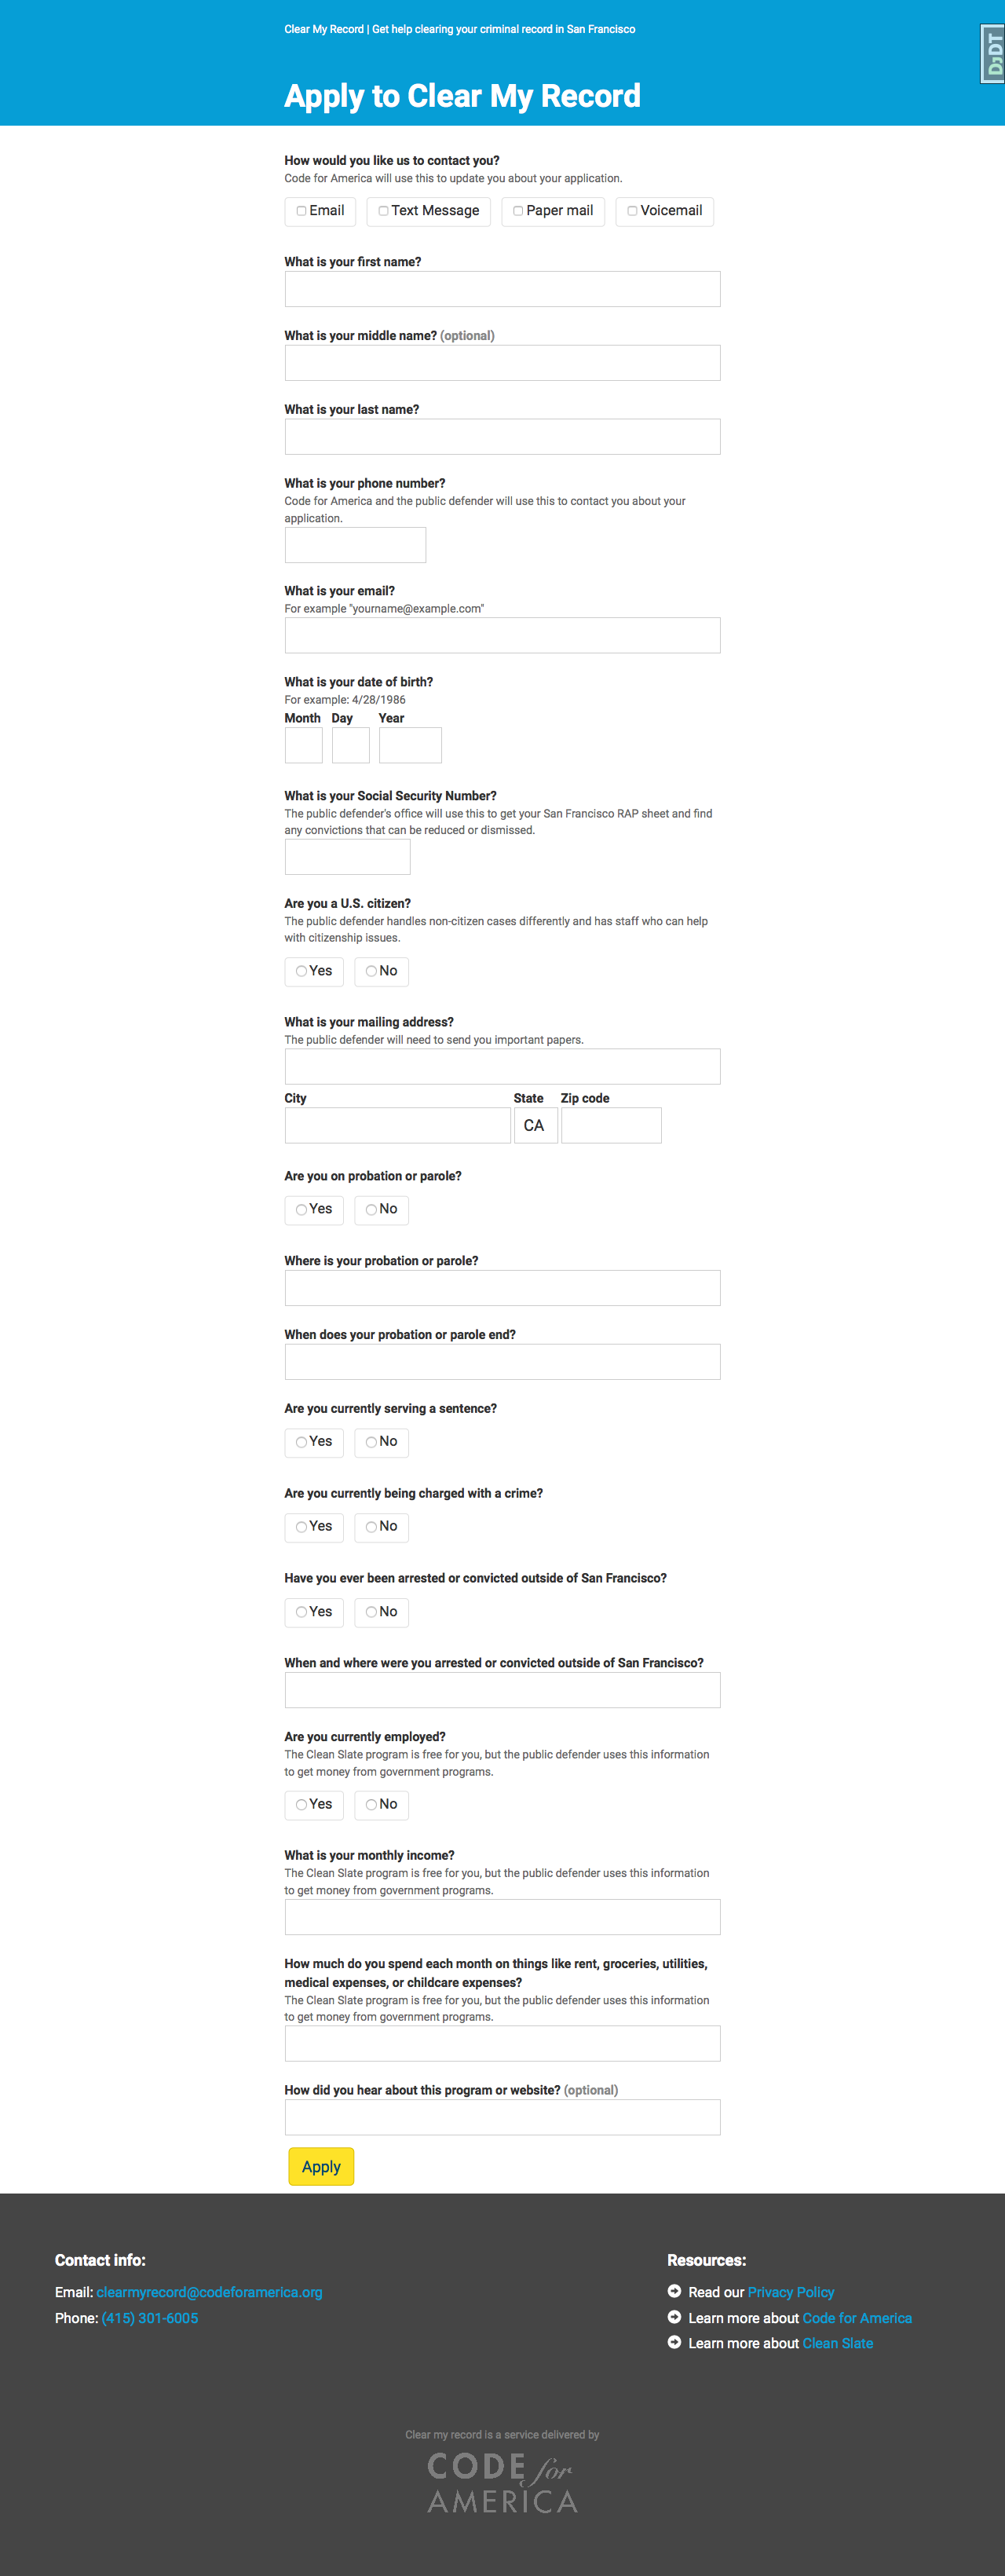 Clear My Record | Get help clearing your criminal record in San Francisco
DJDT
Apply to Clear My Record
How would you like us to contact you?
Code for America will use this to update you about your application.
Email Text Message Paper mail Voicemail
What is your first name?
What is your middle name? (optional)
What is your last name?
What is your phone number?
Code for America and the public defender will use this to contact you about your
application.
What is your email?
For example "yourname@example.com"
What is your date of birth?
For example: 4/28/1986
Month Day Year
What is your Social Security Number?
The public defender's office will use this to get your San Francisco RAP sheet and find
any convictions that can be reduced or dismissed.
Are you a U.S. citizen?
The public defender handles non-citizen cases differently and has staff who can help
with citizenship issues.
Yes No
What is your mailing address?
The public defender will need to send you important papers.
City State Zip code
CA
Are you on probation or parole?
Yes No
Where is your probation or parole?
When does your probation or parole end?
Are you currently serving a sentence?
Yes No
Are you currently being charged with a crime?
Yes No
Have you ever been arrested or convicted outside of San Francisco?
Yes No
When and where were you arrested or convicted outside of San Francisco?
Are you currently employed?
The Clean Slate program is free for you, but the public defender uses this information
to get money from government programs.
Yes No
What is your monthly income?
The Clean Slate program is free for you, but the public defender uses this information
to get money from government programs.
How much do you spend each month on things like rent, groceries, utilities,
medical expenses, or childcare expenses?
The Clean Slate program is free for you, but the public defender uses this information
to get money from government programs.
How did you hear about this program or website? (optional)
Apply
Contact info:
Email: clearmyrecord@codeforamerica.org
Phone: (415) 301-6005
Resources:
Read our Privacy Policy
Learn more about Code for America
Learn more about Clean Slate
Clear my record is a service delivered by
CODE for
AMERICA